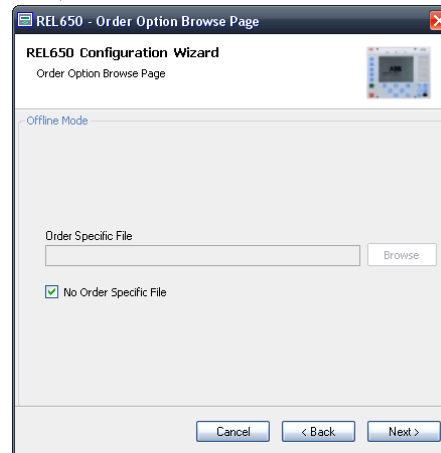 REL650 - Order Option Browse Page
REL650 Configuration Wizard
Order Option Browse Page
ABB
Offline Mode
Order Specific File
Browse
No Order Specific File
Cancel
< Back
Next >